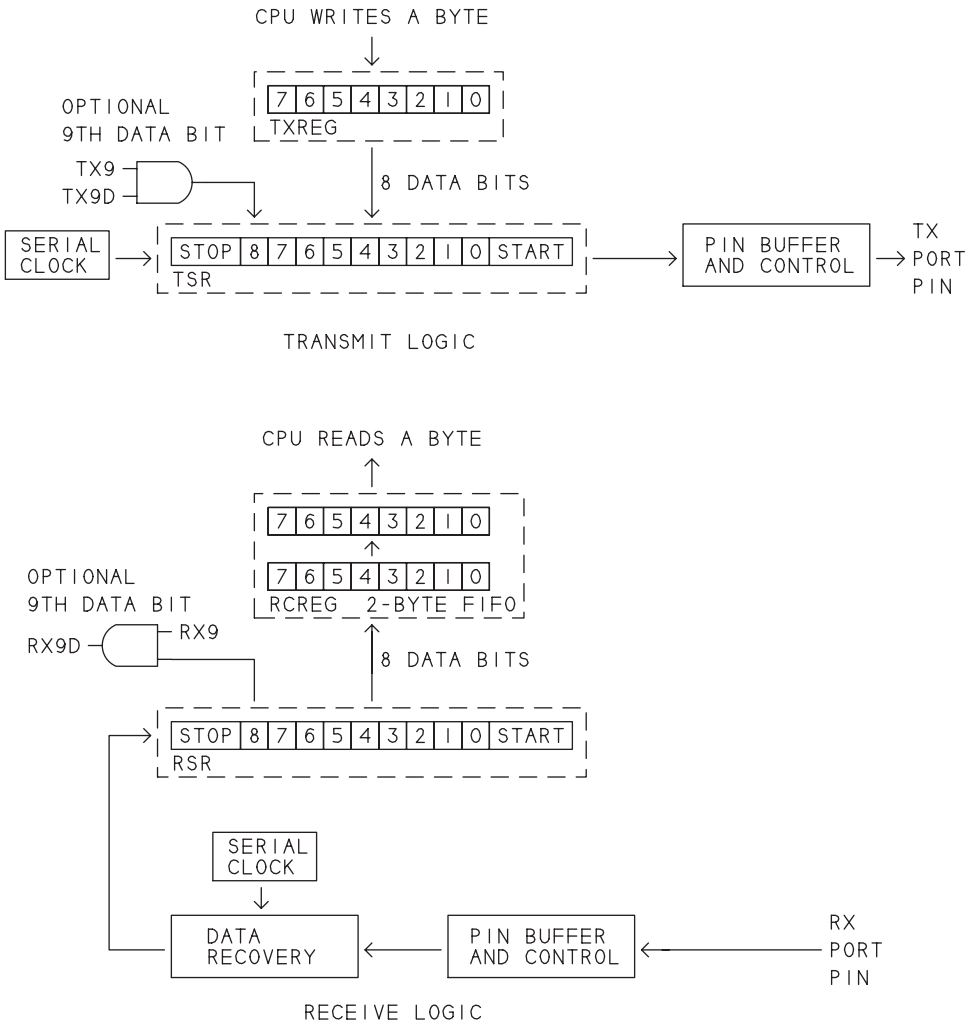 CPU WRITES A BYTE
7 6 5 4 3 2 1 0
TXREG
OPTIONAL
9TH DATA BIT
TX9
TX9D
8 DATA BITS
SERIAL
CLOCK
STOP 8 7 6 5 4 3 2 1 0 START
TSR
PIN BUFFER
AND CONTROL
TX
PORT
PIN
TRANSMIT LOGIC
CPU READS A BYTE
7 6 5 4 3 2 1 0
7 6 5 4 3 2 1 0
RCREG 2-BYTE FIFO
OPTIONAL
9TH DATA BIT
RX9D
RX9
8 DATA BITS
STOP 8 7 6 5 4 3 2 1 0 START
RSR
SERIAL
CLOCK
DATA
RECOVERY
PIN BUFFER
AND CONTROL
RX
PORT
PIN
RECEIVE LOGIC